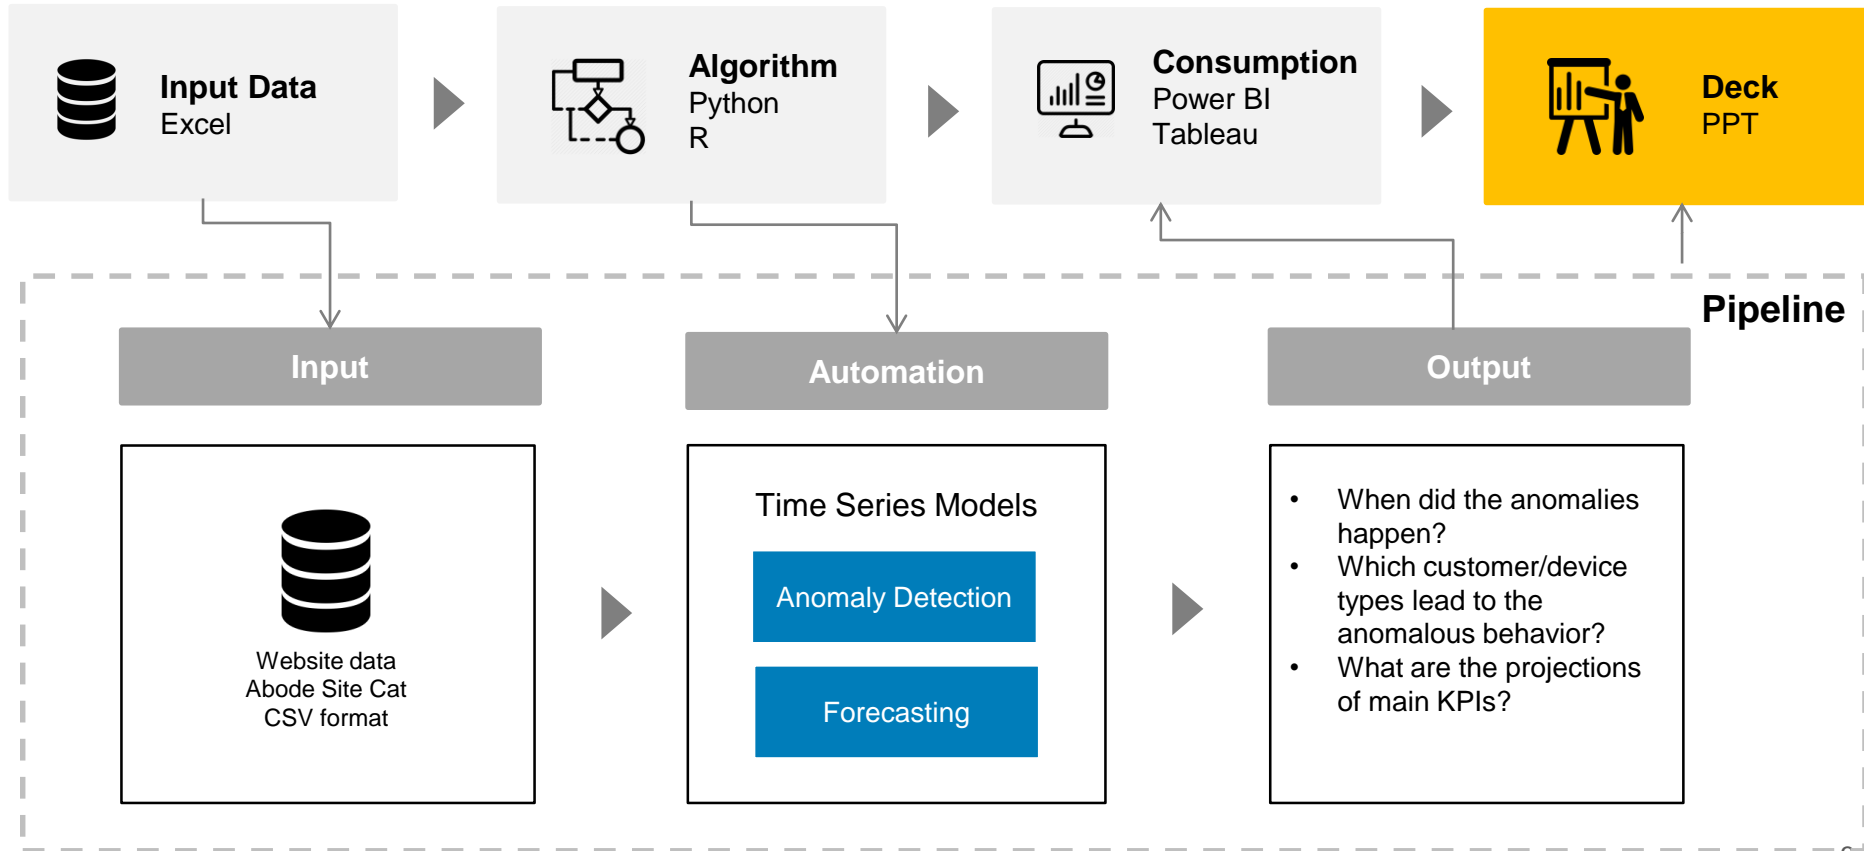 Input Data
Excel
Algorithm
Python
R
Consumption
Power BI
Tableau
Deck
PPT
Pipeline
Input
Automation
Output
Website data
Abode Site Cat
CSV format
Time Series Models
Anomaly Detection
Forecasting
• When did the anomalies
happen?
• Which customer/device
types lead to the
anomalous behavior?
• What are the projections
of main KPIs?